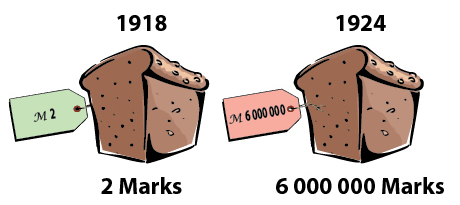 1918
1924
ℳ 2
ℳ 6 000 000
2 Marks
6 000 000 Marks